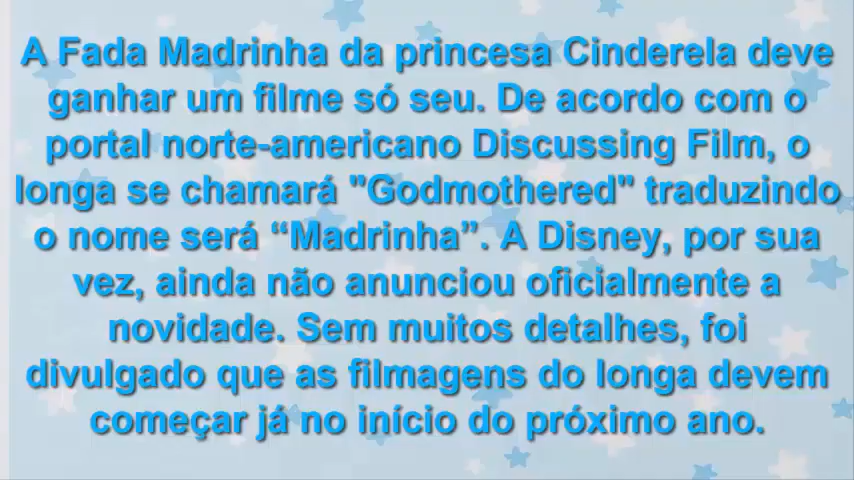 A Fada Madrinha da princesa Cinderela deve
ganhar um filme só seu. De acordo com o
portal norte-americano Discussing Film, o
longa se chamará "Godmothered" traduzindo
o nome será “Madrinha”. A Disney, por sua
vez, ainda não anunciou oficialmente a
novidade. Sem muitos detalhes, foi
divulgado que as filmagens do longa devem
começar já no início do próximo ano.